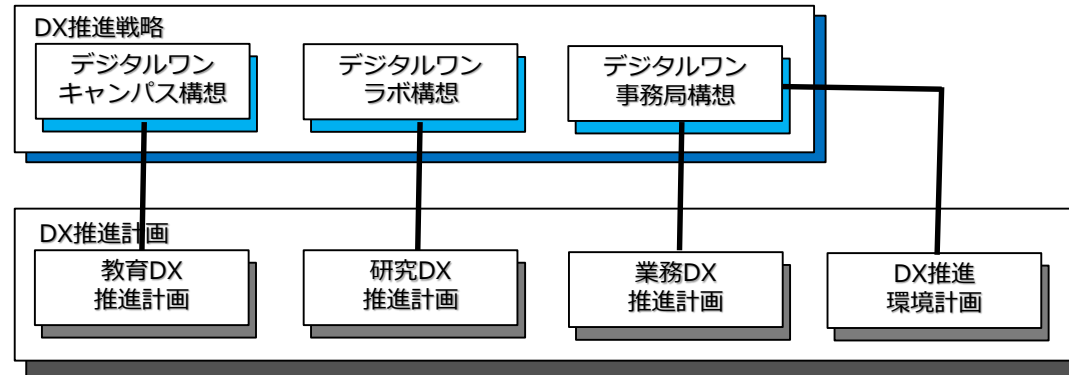 DX推進戦略
デジタルワン
キャンパス構想
デジタルワン
ラボ構想
デジタルワン
事務局構想
DX推進計画
教育DX
推進計画
研究DX
推進計画
業務DX
推進計画
DX推進
環境計画